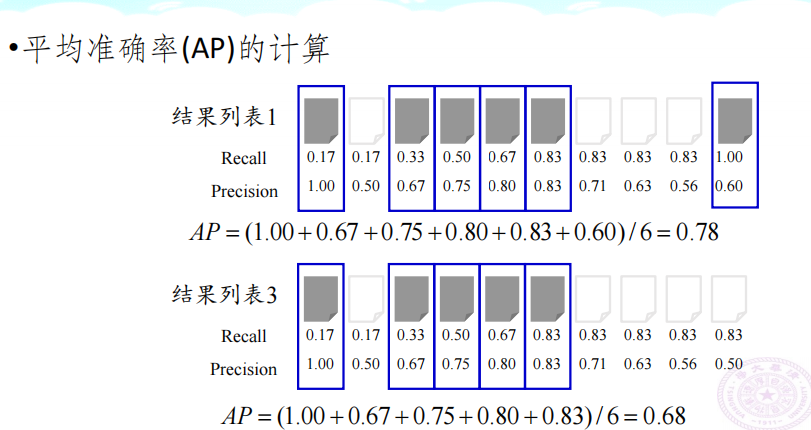 •平均准确率(AP)的计算
结果列表1
Recall 0.17 0.17 0.33 0.50 0.67 0.83 0.83 0.83 0.83 1.00
Precision 1.00 0.50 0.67 0.75 0.80 0.83 0.71 0.63 0.56 0.60
AP = (1.00 + 0.67 + 0.75 + 0.80 + 0.83 + 0.60) / 6 = 0.78
结果列表3
Recall 0.17 0.17 0.33 0.50 0.67 0.83 0.83 0.83 0.83 0.83
Precision 1.00 0.50 0.67 0.75 0.80 0.83 0.71 0.63 0.56 0.50
AP = (1.00 + 0.67 + 0.75 + 0.80 + 0.83) / 6 = 0.68